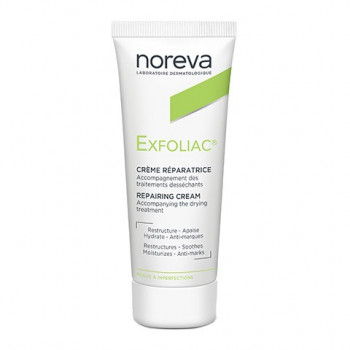 noreva
LABORATOIRE DERMATOLOGIQUE
EXFOLIAC®
CRÈME RÉPARATRICE
Accompagnement des
traitements desséchants
REPAIRING CREAM
Accompanying the drying
treatment
Restructure - Apaise
Hydrate - Anti-marques
Restructures - Soothes
Moisturizes - Anti-marks